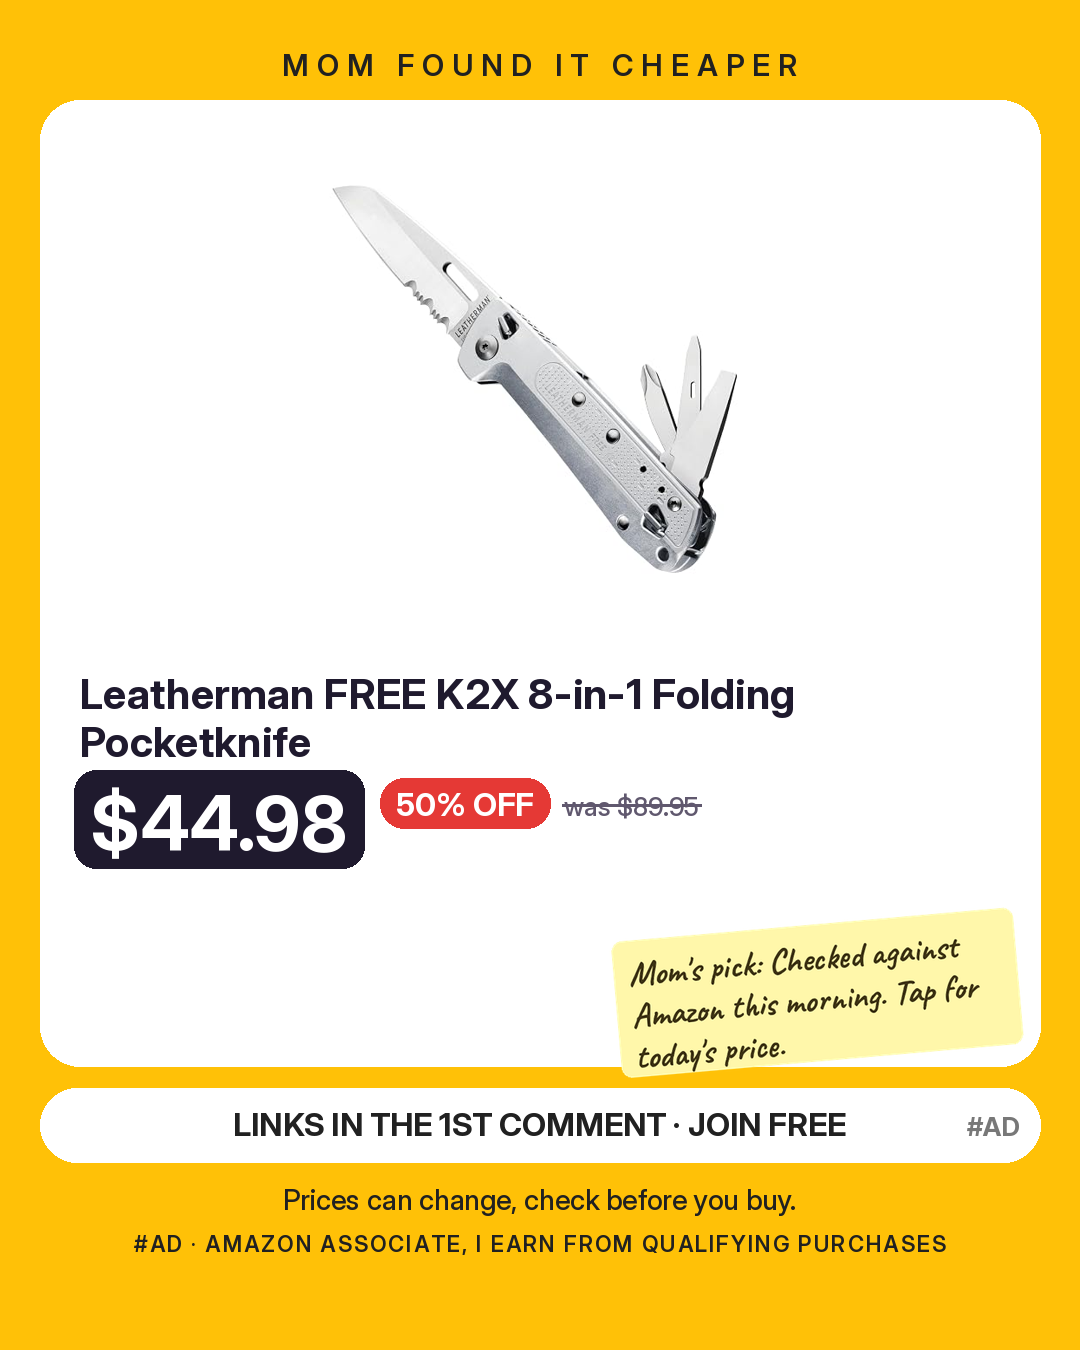 MOM FOUND IT CHEAPER
LEATHERMAN
Leatherman FREE K2X 8-in-1 Folding
Pocketknife
$44.98
50% OFF
was $89.95
Mom's pick: Checked against
Amazon this morning. Tap for
today's price.
LINKS IN THE 1ST COMMENT · JOIN FREE
#AD
Prices can change, check before you buy.
#AD · AMAZON ASSOCIATE, I EARN FROM QUALIFYING PURCHASES